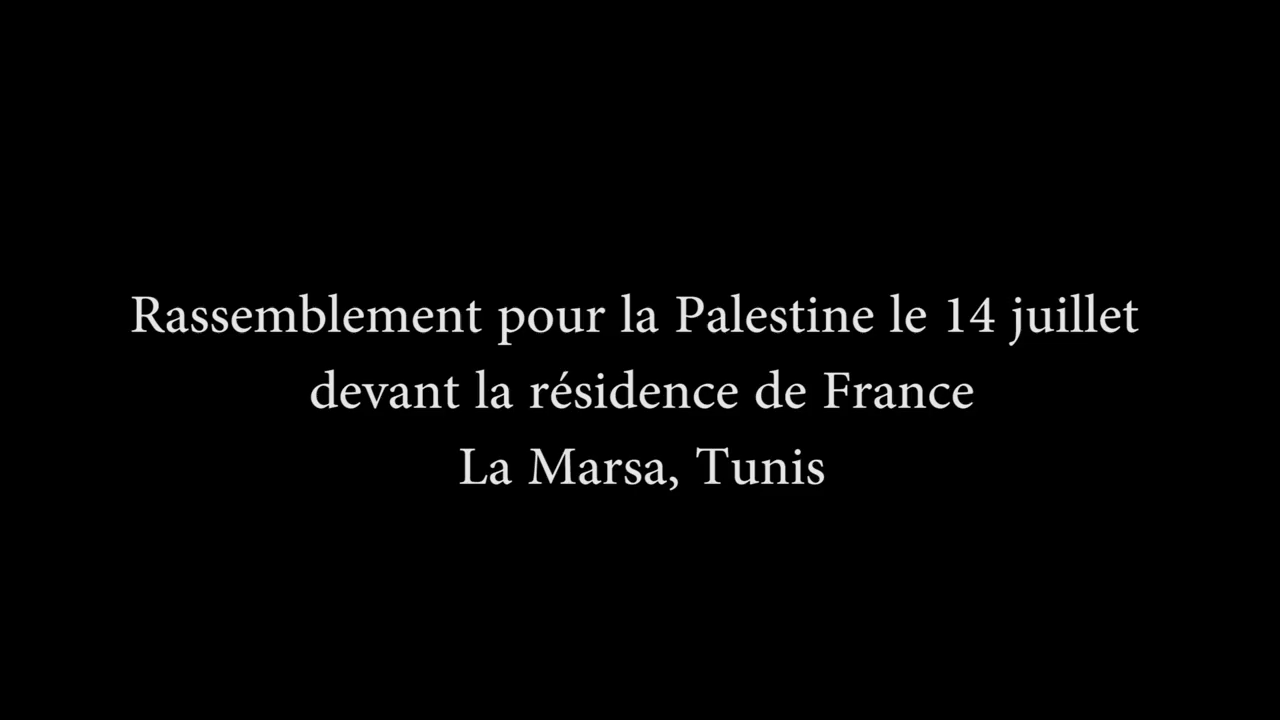 Rassemblement pour la Palestine le 14 juillet
devant la résidence de France
La Marsa, Tunis